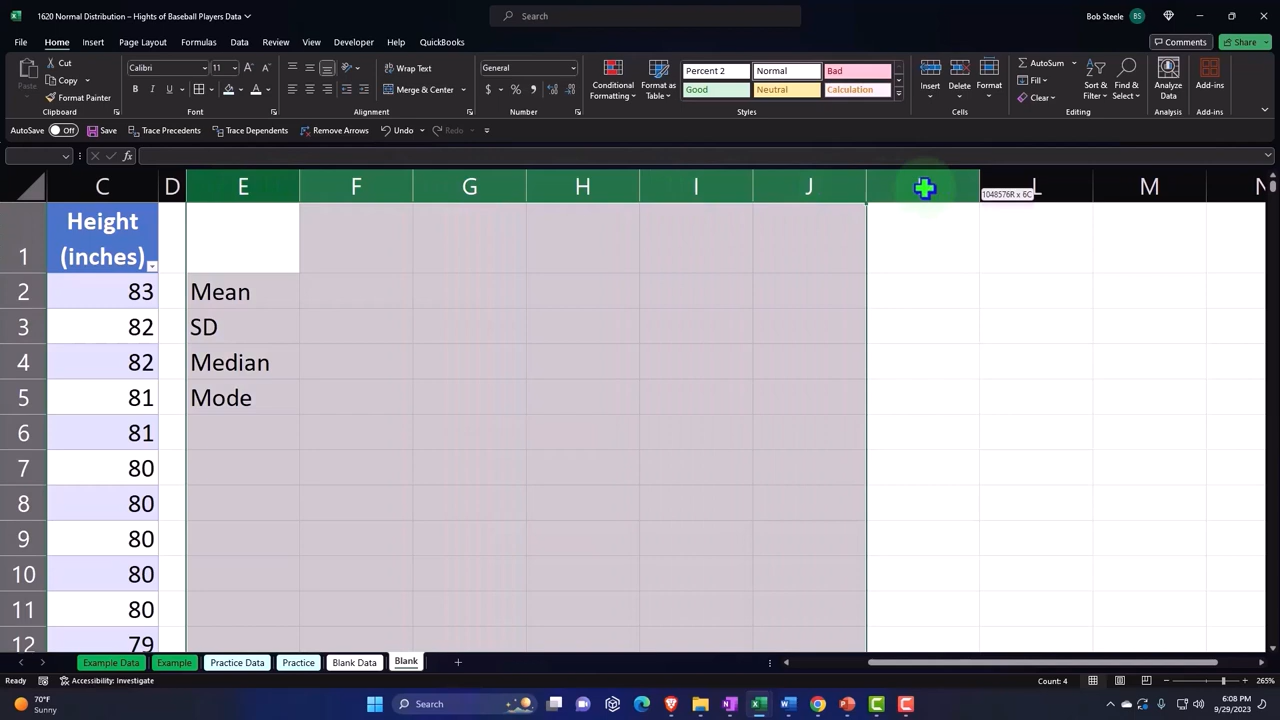 1620 Normal Distribution – Hights of Baseball Players Data
Search
Bob Steele
BS
File Home Insert Page Layout Formulas Data Review View Developer Automate Help QuickBooks
Comments
Share
Cut
Copy
Format Painter
Paste
Clipboard
Calibri
11
Font
Wrap Text
Merge & Center
Alignment
General
Number
Conditional Formatting
Format as Table
Percent 2
Normal
Bad
Good
Neutral
Calculation
Styles
Insert
Delete
Format
Cells
AutoSum
Fill
Clear
Sort & Filter
Find & Select
Editing
Analyze Data
Analysis
Add-ins
Add-ins
AutoSave Off
Save
Trace Precedents
Trace Dependents
Remove Arrows
Undo
Redo
fx
C D E F G H I J L M N
1048576R x 6C
1 Height (inches)
2 83 Mean
3 82 SD
4 82 Median
5 81 Mode
6 81
7 80
8 80
9 80
10 80
11 80
12 79
Example Data Example Practice Data Practice Blank Data Blank
Ready
Accessibility: Investigate
Count: 4
265%
70°F
Sunny
Search
6:08 PM
9/29/2023